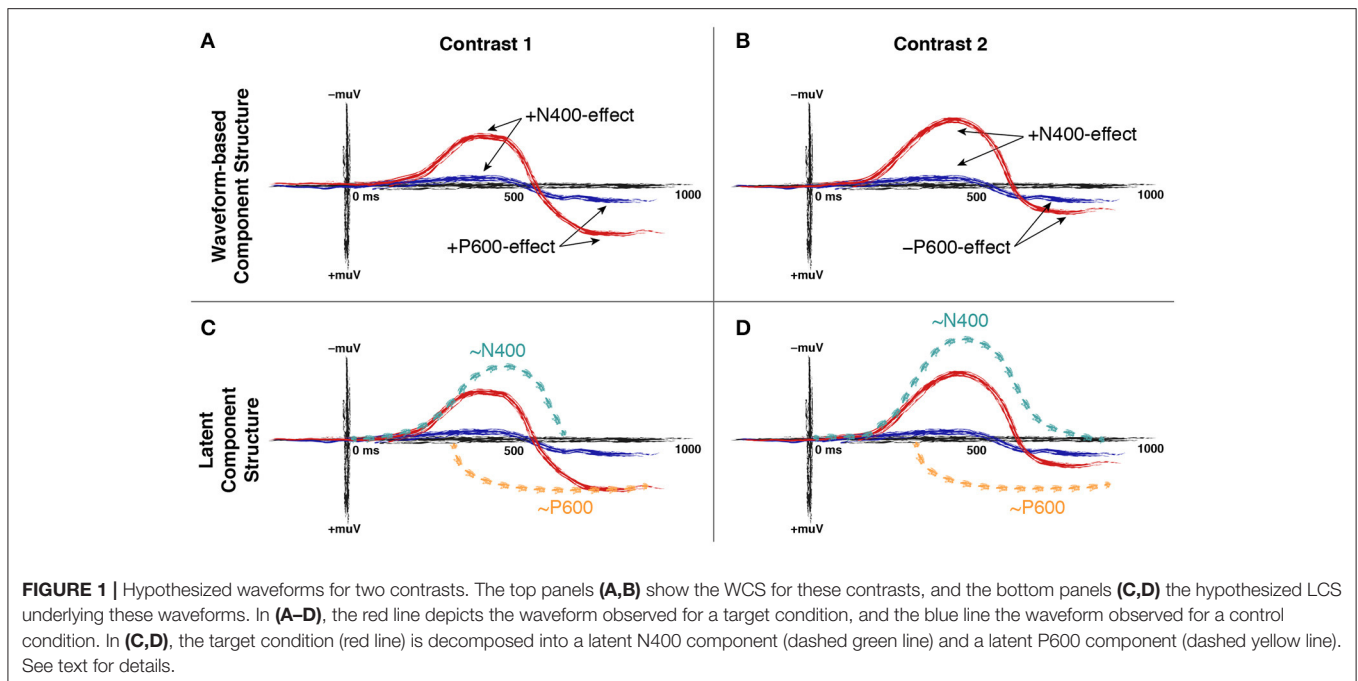 A
Contrast 1
B
Contrast 2
Waveform-based
Component Structure
−muV
+N400-effect
0 ms
500
1000
+P600-effect
+muV
−muV
+N400-effect
0 ms
500
1000
−P600-effect
+muV
Latent
Component
Structure
C
~N400
−muV
0 ms
500
1000
~P600
+muV
D
~N400
−muV
0 ms
500
1000
~P600
+muV
FIGURE 1 | Hypothesized waveforms for two contrasts. The top panels (A,B) show the WCS for these contrasts, and the bottom panels (C,D) the hypothesized LCS
underlying these waveforms. In (A–D), the red line depicts the waveform observed for a target condition, and the blue line the waveform observed for a control
condition. In (C,D), the target condition (red line) is decomposed into a latent N400 component (dashed green line) and a latent P600 component (dashed yellow line).
See text for details.